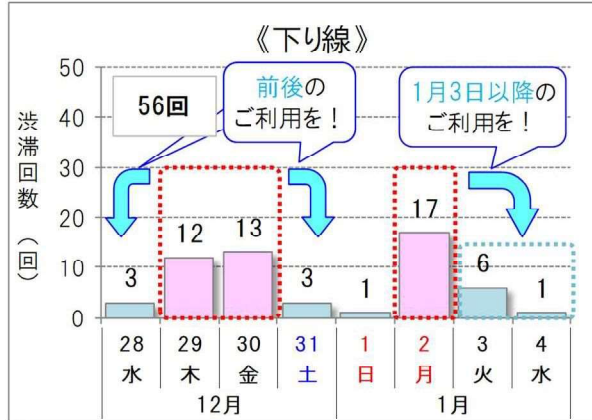 《下り線》
56回
前後の
ご利用を！
1月3日以降の
ご利用を！
渋滞回数（回）
50
40
30
20
10
0
3
12
13
3
1
17
6
1
28 29 30 31 1 2 3 4
水 木 金 土 日 月 火 水
12月 1月